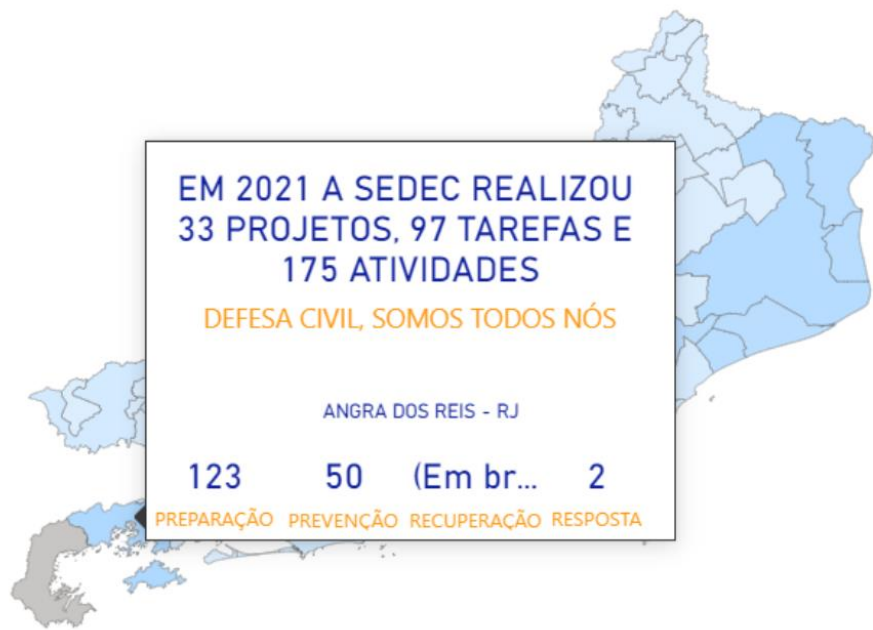 EM 2021 A SEDEC REALIZOU
33 PROJETOS, 97 TAREFAS E
175 ATIVIDADES
DEFESA CIVIL, SOMOS TODOS NÓS
ANGRA DOS REIS - RJ
123 50 (Em br... 2
PREPARAÇÃO PREVENÇÃO RECUPERAÇÃO RESPOSTA